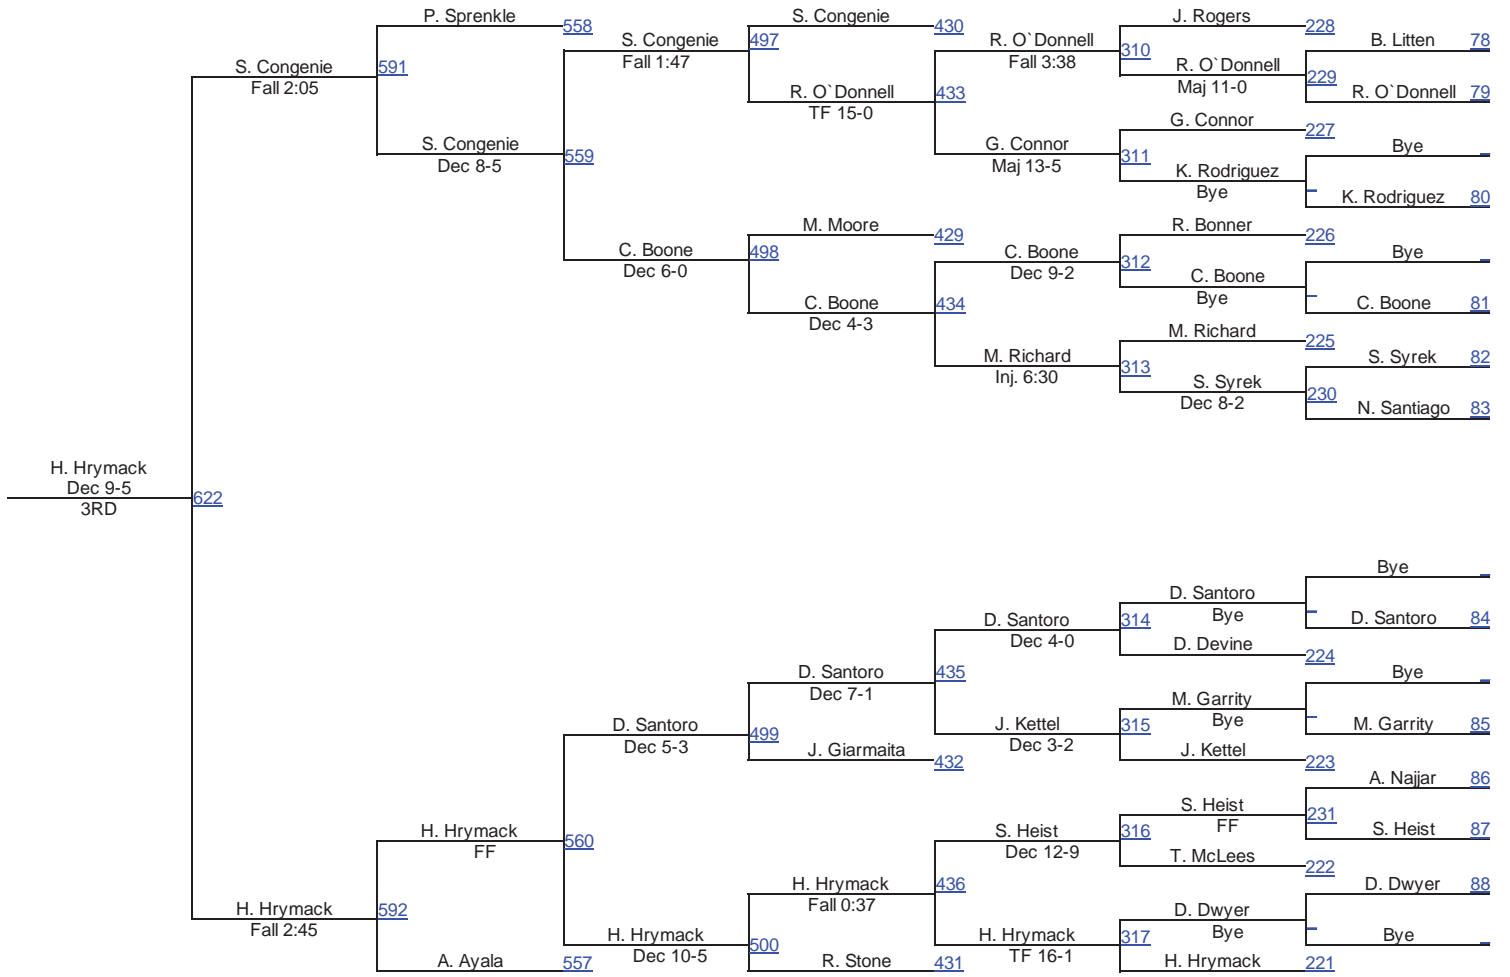 P. Sprenkle
558
S. Congenie
430
J. Rogers
228
S. Congenie
Fall 1:47
497
R. O`Donnell
Fall 3:38
310
B. Litten
78
S. Congenie
Fall 2:05
591
R. O`Donnell
Maj 11-0
229
R. O`Donnell
TF 15-0
433
R. O`Donnell
79
G. Connor
227
S. Congenie
Dec 8-5
559
G. Connor
Maj 13-5
311
Bye
K. Rodriguez
Bye
K. Rodriguez
80
M. Moore
429
R. Bonner
226
C. Boone
Dec 6-0
498
C. Boone
Dec 9-2
312
Bye
C. Boone
Bye
C. Boone
Dec 4-3
434
C. Boone
81
M. Richard
225
M. Richard
Inj. 6:30
313
S. Syrek
82
S. Syrek
Dec 8-2
230
N. Santiago
83
H. Hrymack
Dec 9-5
3RD
622
Bye
D. Santoro
Bye
D. Santoro
Dec 4-0
314
D. Santoro
84
D. Devine
224
D. Santoro
Dec 7-1
435
Bye
M. Garrity
Bye
D. Santoro
Dec 5-3
499
J. Kettel
Dec 3-2
315
M. Garrity
85
J. Giarmaita
432
J. Kettel
223
A. Najjar
86
S. Heist
FF
231
H. Hrymack
FF
560
S. Heist
Dec 12-9
316
S. Heist
87
T. McLees
222
H. Hrymack
Fall 0:37
436
D. Dwyer
88
H. Hrymack
Fall 2:45
592
D. Dwyer
Bye
H. Hrymack
Dec 10-5
500
H. Hrymack
TF 16-1
317
Bye
A. Ayala
557
R. Stone
431
H. Hrymack
221